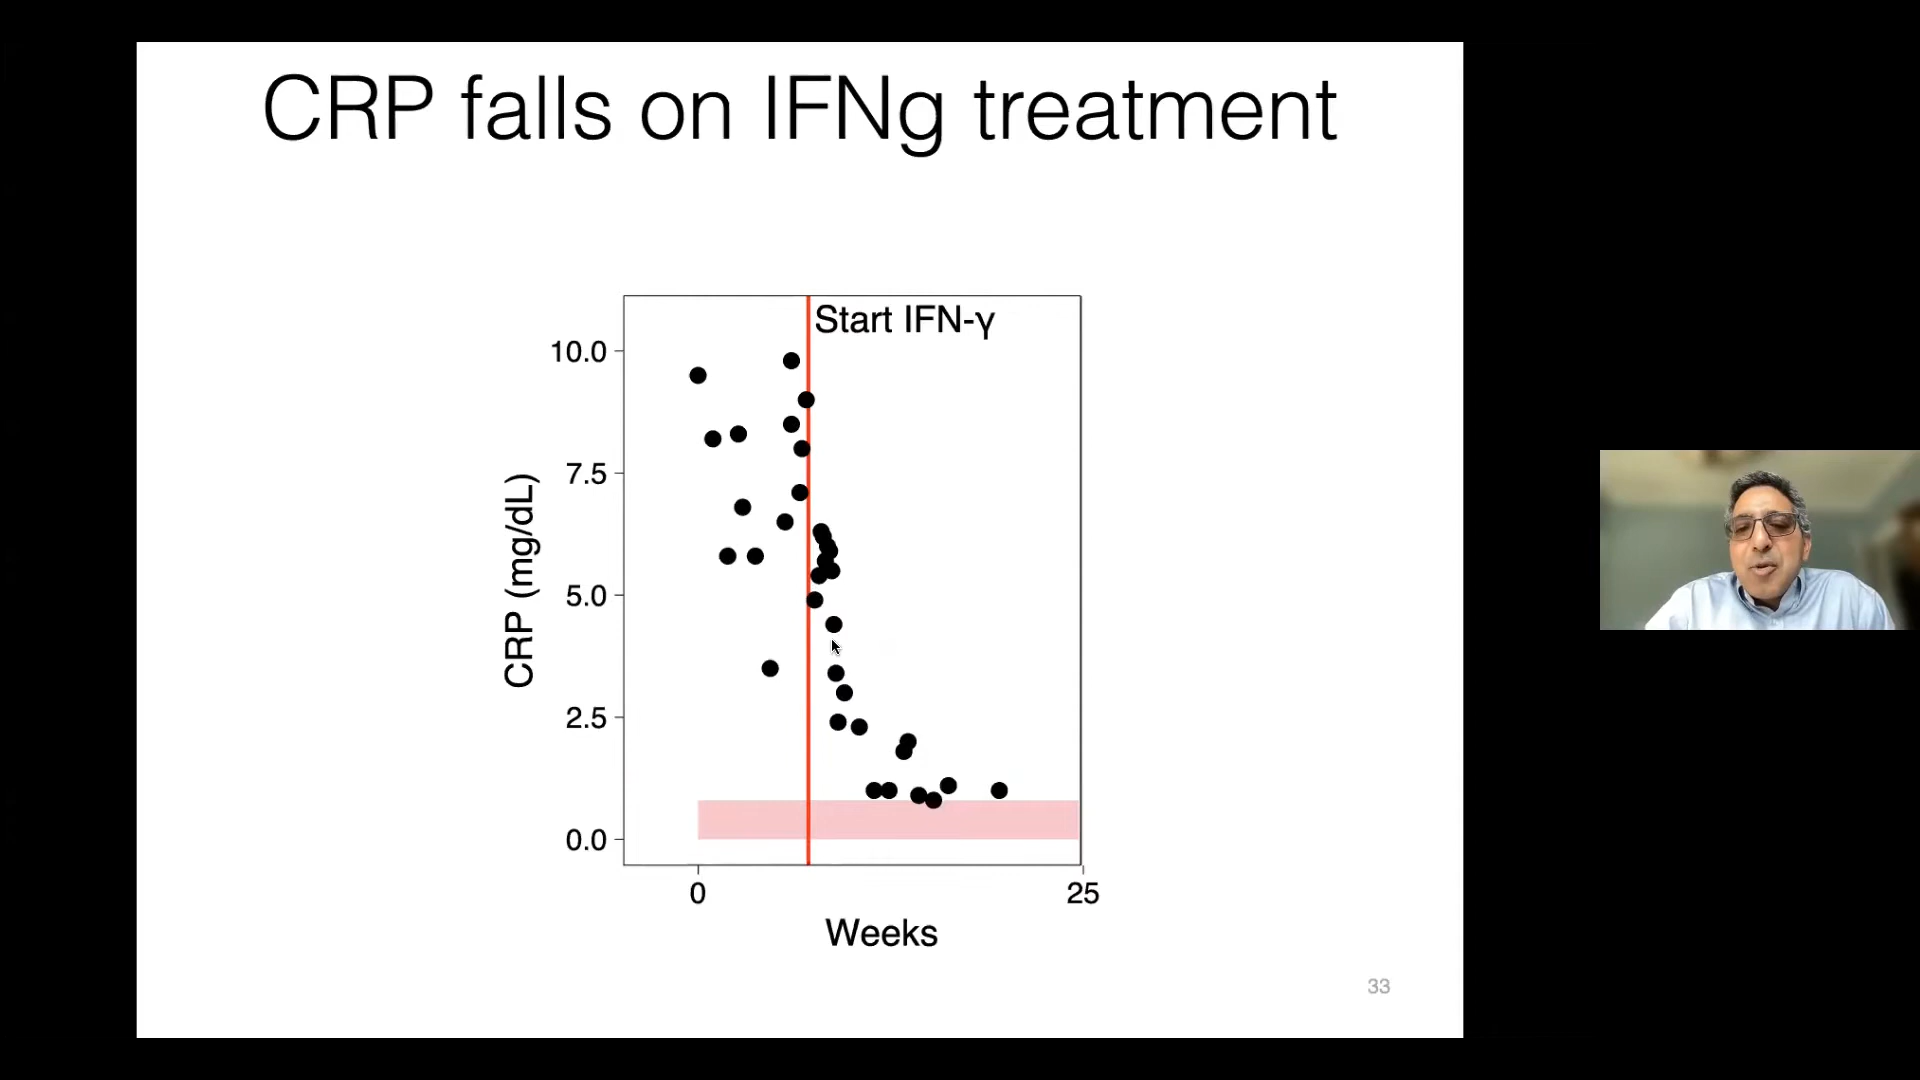 CRP falls on IFNg treatment
Start IFN-γ
10.0
7.5
5.0
2.5
0.0
CRP (mg/dL)
0
25
Weeks
33